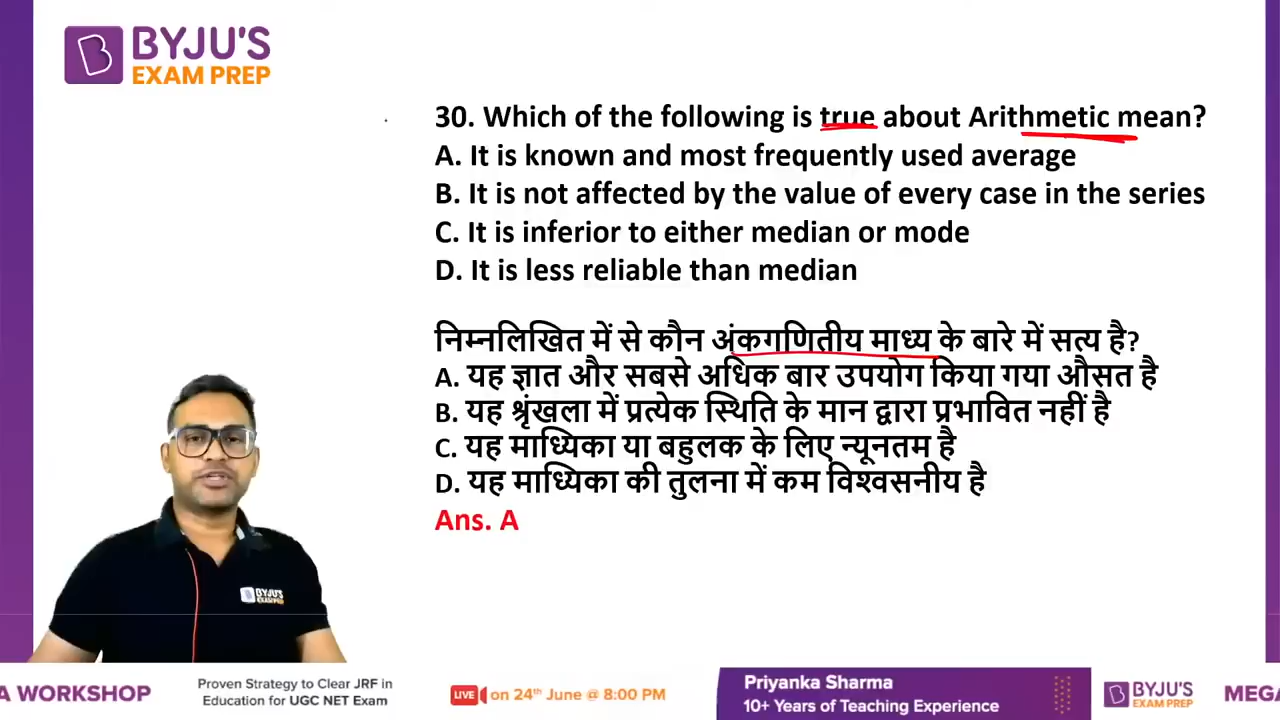 BYJU'S
EXAM PREP
30. Which of the following is true about Arithmetic mean?
A. It is known and most frequently used average
B. It is not affected by the value of every case in the series
C. It is inferior to either median or mode
D. It is less reliable than median
निम्नलिखित में से कौन अंकगणितीय माध्य के बारे में सत्य है?
A. यह ज्ञात और सबसे अधिक बार उपयोग किया गया औसत है
B. यह श्रृंखला में प्रत्येक स्थिति के मान द्वारा प्रभावित नहीं है
C. यह माध्यिका या बहुलक के लिए न्यूनतम है
D. यह माध्यिका की तुलना में कम विश्वसनीय है
Ans. A
BYJU'S
EXAM PREP
A WORKSHOP
Proven Strategy to Clear JRF in
Education for UGC NET Exam
LIVE on 24th June @ 8:00 PM
Priyanka Sharma
10+ Years of Teaching Experience
BYJU'S
EXAM PREP
MEGA